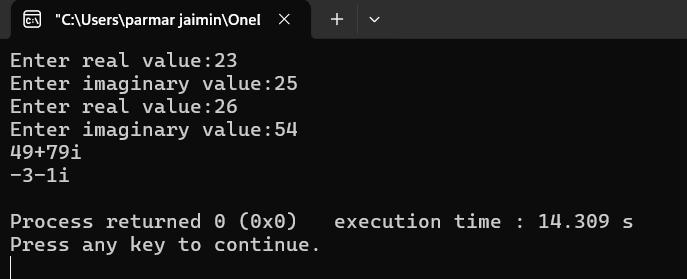 "C:\Users\parmar jaimin\Onel
Enter real value:23
Enter imaginary value:25
Enter real value:26
Enter imaginary value:54
49+79i
-3-1i
Process returned 0 (0x0)   execution time : 14.309 s
Press any key to continue.